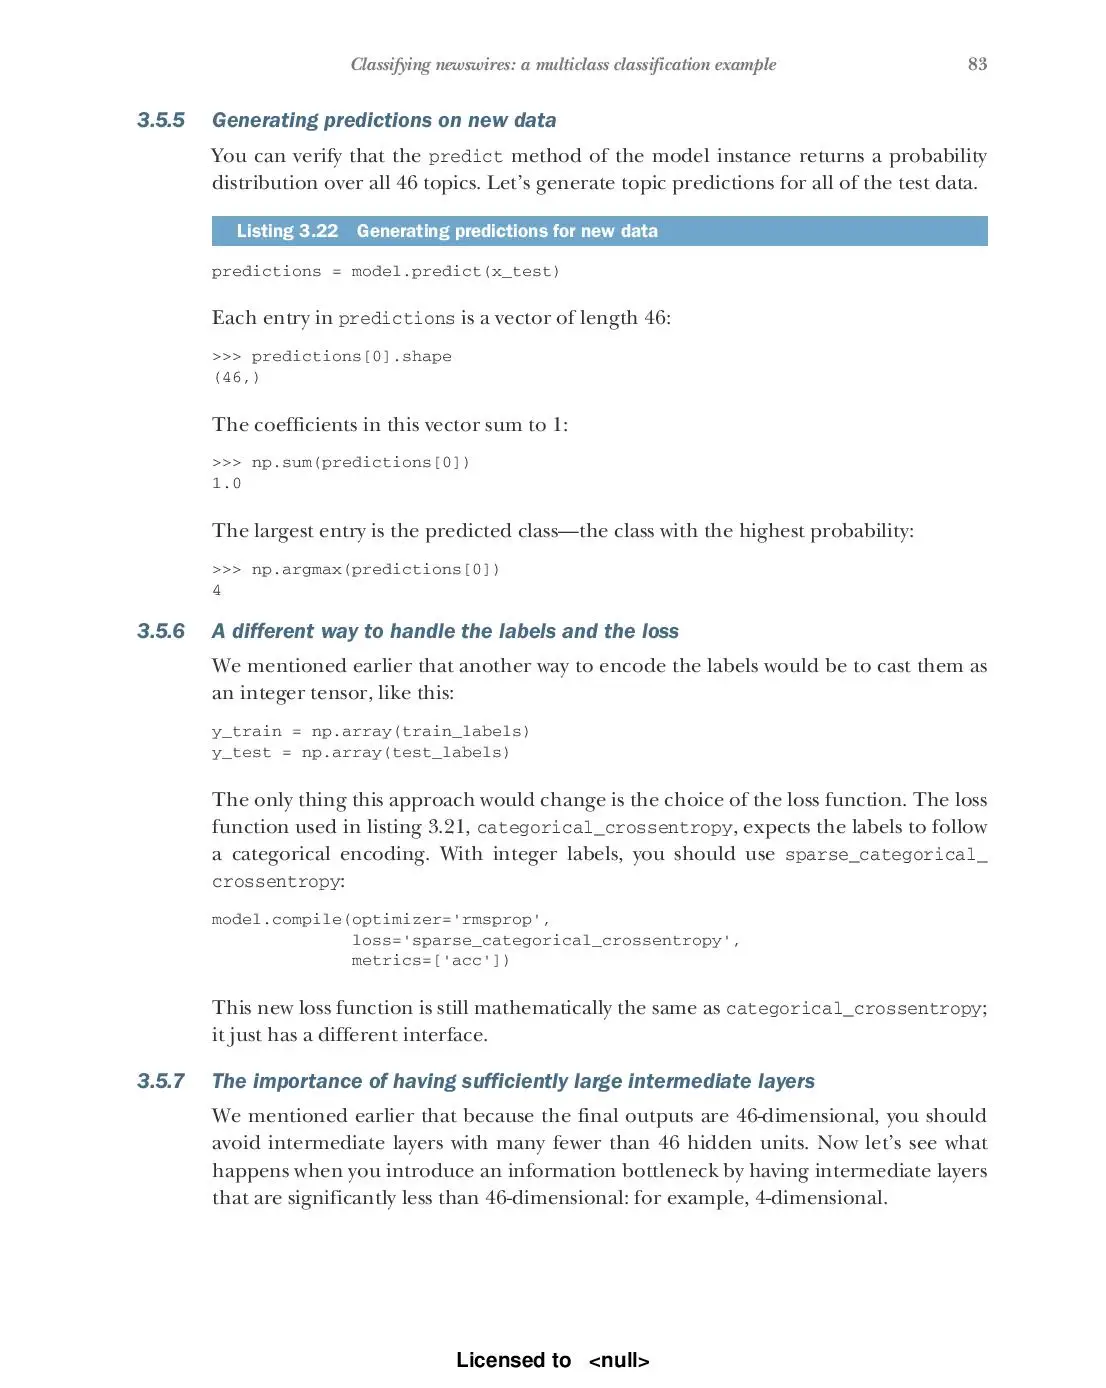 Classifying newswires: a multiclass classification example 83
3.5.5 Generating predictions on new data
You can verify that the predict method of the model instance returns a probability
distribution over all 46 topics. Let’s generate topic predictions for all of the test data.
Listing 3.22 Generating predictions for new data
predictions = model.predict(x_test)
Each entry in predictions is a vector of length 46:
>>> predictions[0].shape
(46,)
The coefficients in this vector sum to 1:
>>> np.sum(predictions[0])
1.0
The largest entry is the predicted class—the class with the highest probability:
>>> np.argmax(predictions[0])
4
3.5.6 A different way to handle the labels and the loss
We mentioned earlier that another way to encode the labels would be to cast them as
an integer tensor, like this:
y_train = np.array(train_labels)
y_test = np.array(test_labels)
The only thing this approach would change is the choice of the loss function. The loss
function used in listing 3.21, categorical_crossentropy, expects the labels to follow
a categorical encoding. With integer labels, you should use sparse_categorical_
crossentropy:
model.compile(optimizer='rmsprop',
loss='sparse_categorical_crossentropy',
metrics=['acc'])
This new loss function is still mathematically the same as categorical_crossentropy;
it just has a different interface.
3.5.7 The importance of having sufficiently large intermediate layers
We mentioned earlier that because the final outputs are 46-dimensional, you should
avoid intermediate layers with many fewer than 46 hidden units. Now let’s see what
happens when you introduce an information bottleneck by having intermediate layers
that are significantly less than 46-dimensional: for example, 4-dimensional.
Licensed to <null>